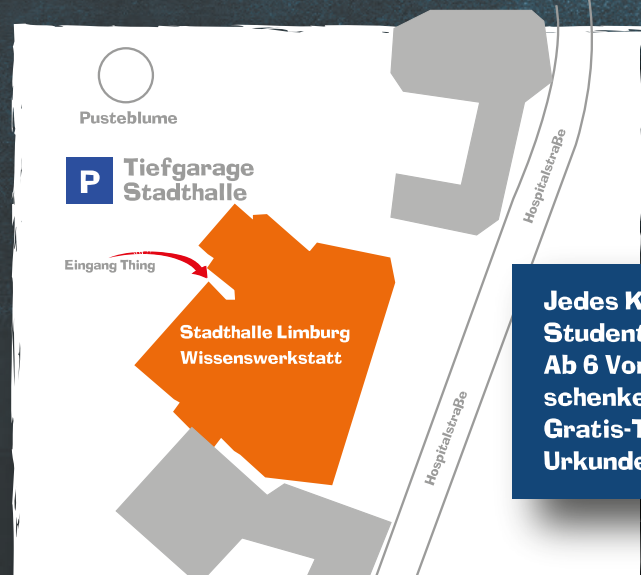 Pusteblume
P
Tiefgarage
Stadthalle
Hospitalstraße
Eingang Thing
Stadthalle Limburg
Wissenswerkstatt
Hospitalstraße
Jedes K
Student
Ab 6 Vor
schenke
Gratis-T
Urkunde